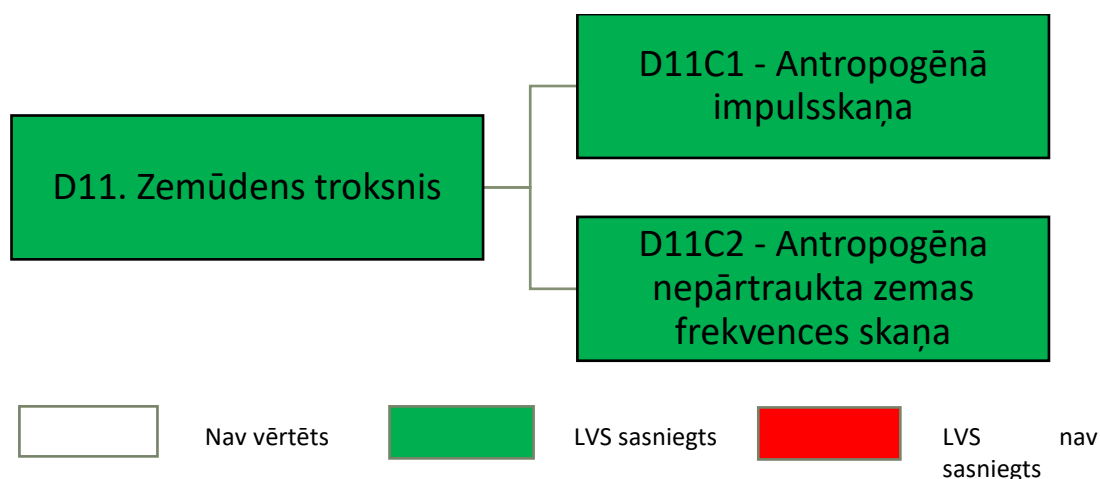 D11. Zemūdens troksnis
D11C1 - Antropogēnā
impulsskaņa
D11C2 - Antropogēna
nepārtraukta zemas
frekvences skaņa
Nav vērtēts
LVS sasniegts
LVS nav
sasniegts